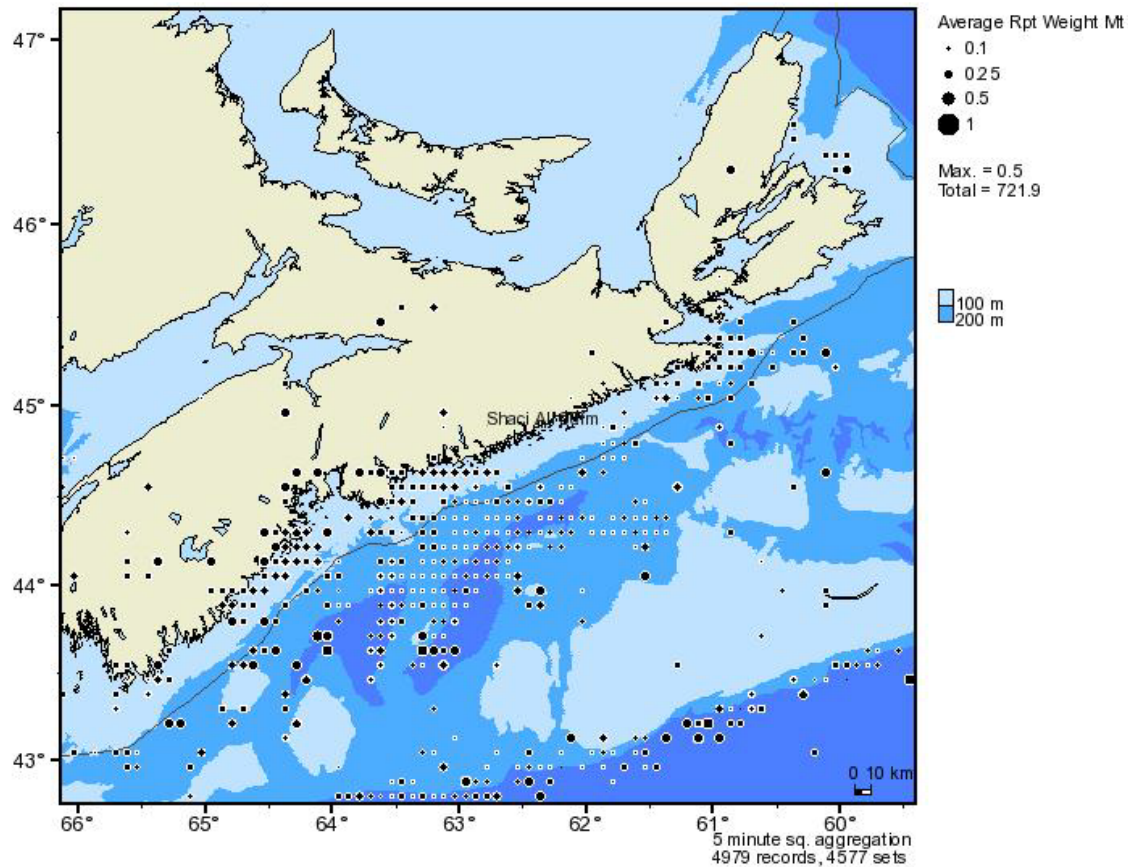 Average Rpt Weight Mt
0.1
0.25
0.5
1
Max. = 0.5
Total = 721.9
100 m
200 m
47°
46°
45°
44°
43°
66°
65°
64°
63°
62°
61°
60°
0 10 km
5 minute sq. aggregation
4979 records, 4577 sets